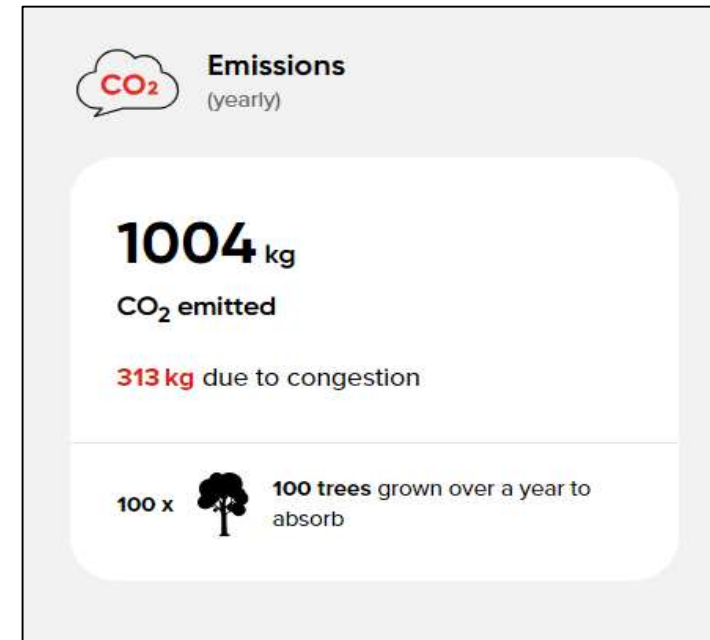 CO₂
Emissions
(yearly)
1004 kg
CO₂ emitted
313 kg due to congestion
100 x
100 trees grown over a year to
absorb